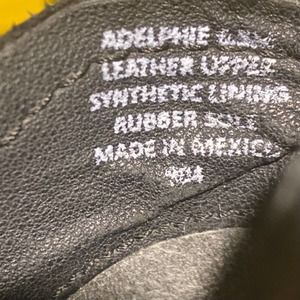 ADELPHIE
LEATHER UPPER
SYNTHETIC LINING
RUBBER SOLE
MADE IN MEXICO